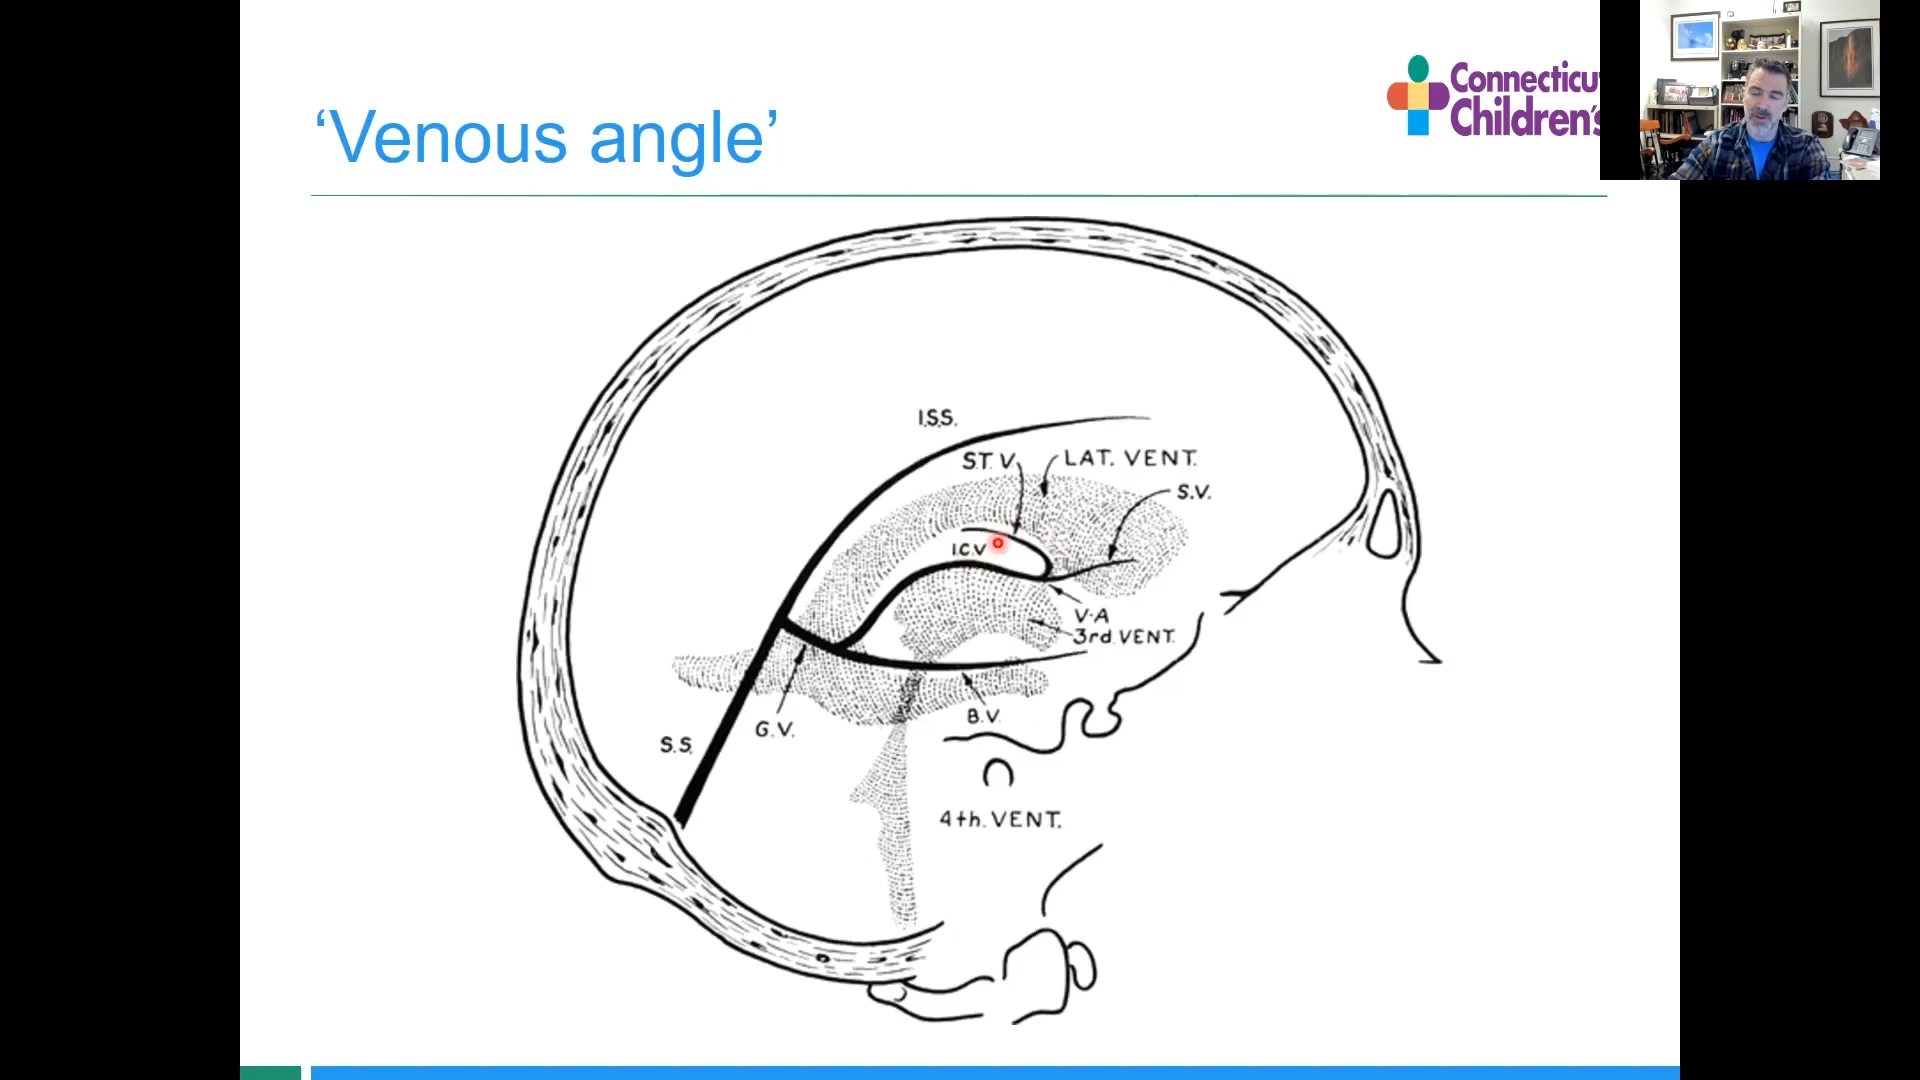 ‘Venous angle’
Connecticu
Children's
I.S.S.
S.T.V.
LAT. VENT.
S.V.
I.C.V
V-A
3rd. VENT.
G.V.
B.V.
S.S.
4th. VENT.